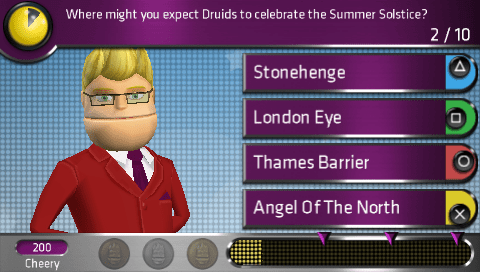 Where might you expect Druids to celebrate the Summer Solstice?
2 / 10
Stonehenge
London Eye
Thames Barrier
Angel Of The North
200
Cheery